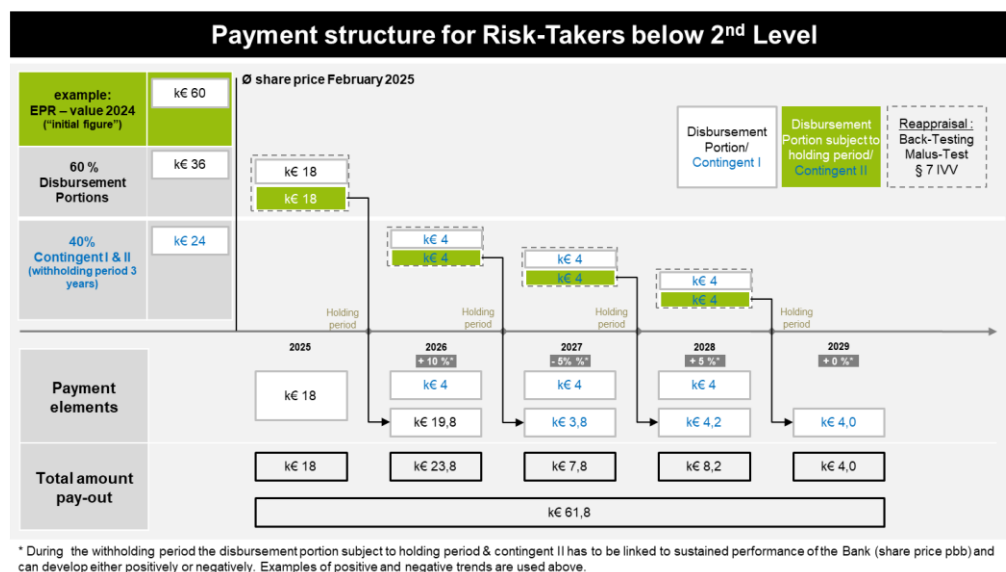 Payment structure for Risk-Takers below 2nd Level
Ø share price February 2025
example:
EPR – value 2024
("initial figure")
k€ 60
60 %
Disbursement
Portions
k€ 36
40%
Contingent I & II
(withholding period 3
years)
k€ 24
Disbursement
Portion/
Contingent I
Disbursement
Portion subject to
holding period/
Contingent II
Reappraisal :
Back-Testing
Malus-Test
§ 7 IVV
k€ 18
k€ 18
k€ 4
k€ 4
k€ 4
k€ 4
k€ 4
k€ 4
Holding
period
Holding
period
Holding
period
Holding
period
2025
2026
+ 10 %*
2027
- 5% %*
2028
+ 5 %*
2029
+ 0 %*
Payment
elements
k€ 18
k€ 4
k€ 4
k€ 4
k€ 19,8
k€ 3,8
k€ 4,2
k€ 4,0
Total amount
pay-out
k€ 18
k€ 23,8
k€ 7,8
k€ 8,2
k€ 4,0
k€ 61,8
* During the withholding period the disbursement portion subject to holding period & contingent II has to be linked to sustained performance of the Bank (share price pbb) and
can develop either positively or negatively. Examples of positive and negative trends are used above.